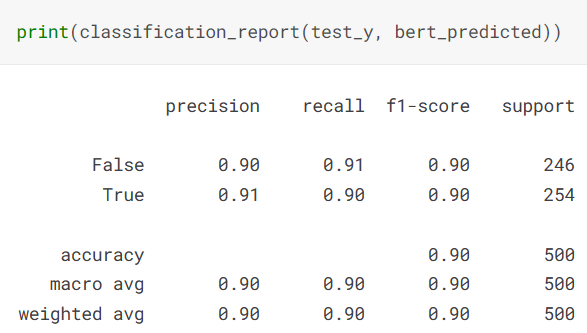 print(classification_report(test_y, bert_predicted))
precision recall f1-score support
False 0.90 0.91 0.90 246
True 0.91 0.90 0.90 254
accuracy 0.90 500
macro avg 0.90 0.90 0.90 500
weighted avg 0.90 0.90 0.90 500